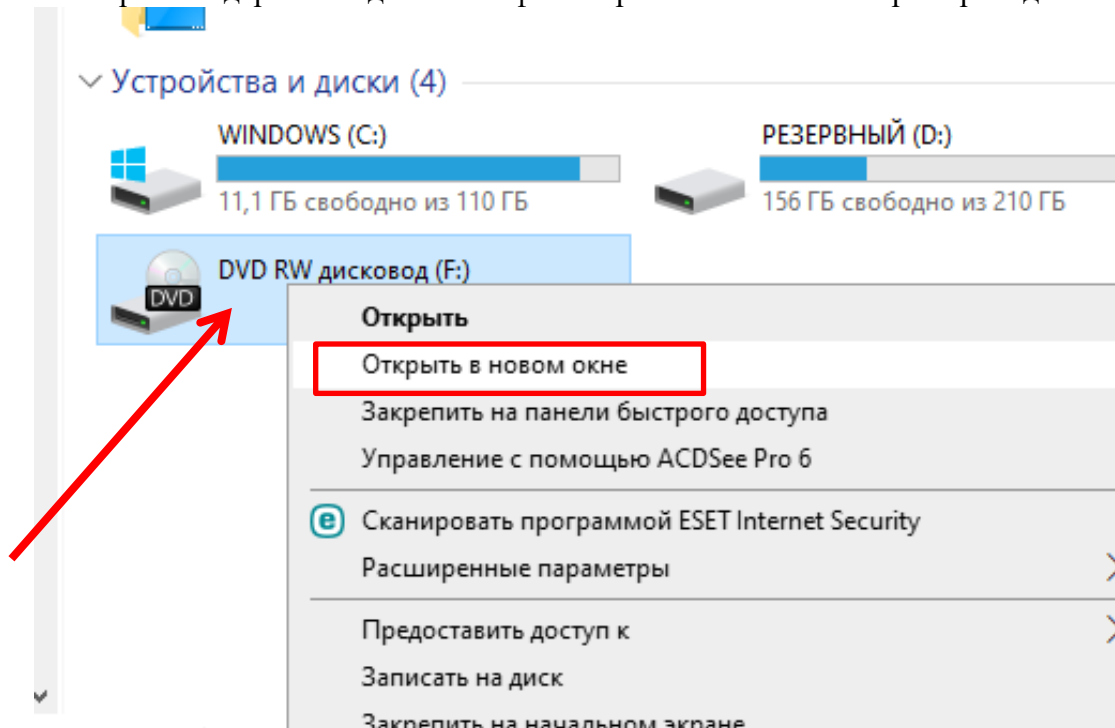 Устройства и диски (4)
WINDOWS (C:)
11,1 ГБ свободно из 110 ГБ
РЕЗЕРВНЫЙ (D:)
156 ГБ свободно из 210 ГБ
DVD RW дисковод (F:)
DVD
Открыть
Открыть в новом окне
Закрепить на панели быстрого доступа
Управление с помощью ACDSee Pro 6
e Сканировать программой ESET Internet Security
Расширенные параметры
Предоставить доступ к
Записать на диск
Закрепить на начальном экране